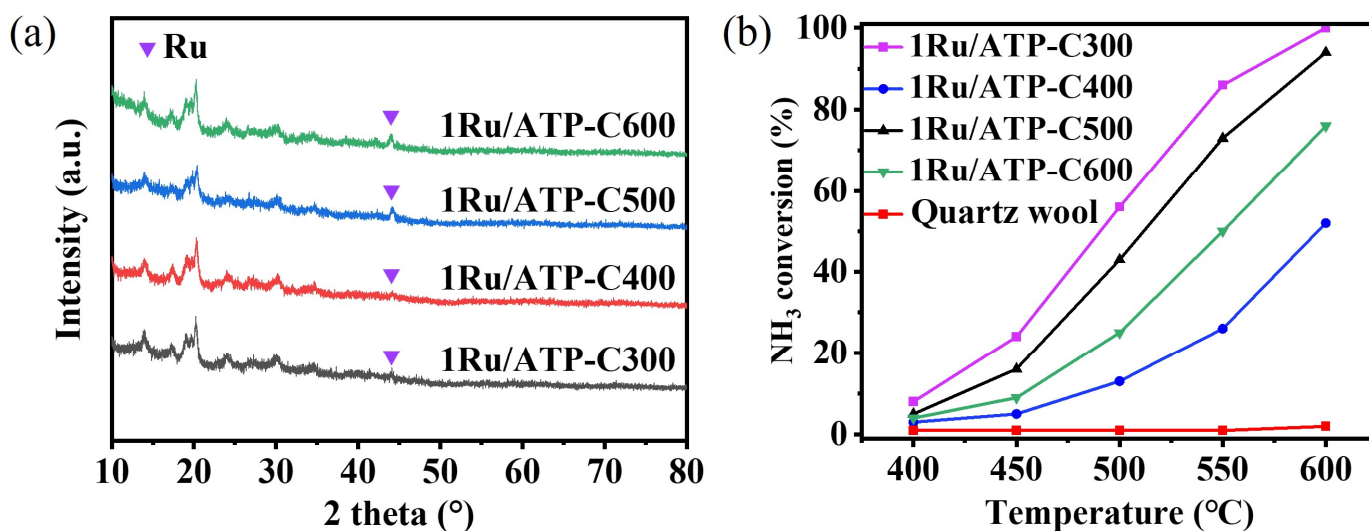 (a)
▼ Ru
1Ru/ATP-C600
1Ru/ATP-C500
1Ru/ATP-C400
1Ru/ATP-C300
Intensity (a.u.)
10 20 30 40 50 60 70 80
2 theta (°)
(b)
1Ru/ATP-C300
1Ru/ATP-C400
1Ru/ATP-C500
1Ru/ATP-C600
Quartz wool
NH₃ conversion (%)
100
80
60
40
20
0
400 450 500 550 600
Temperature (℃)